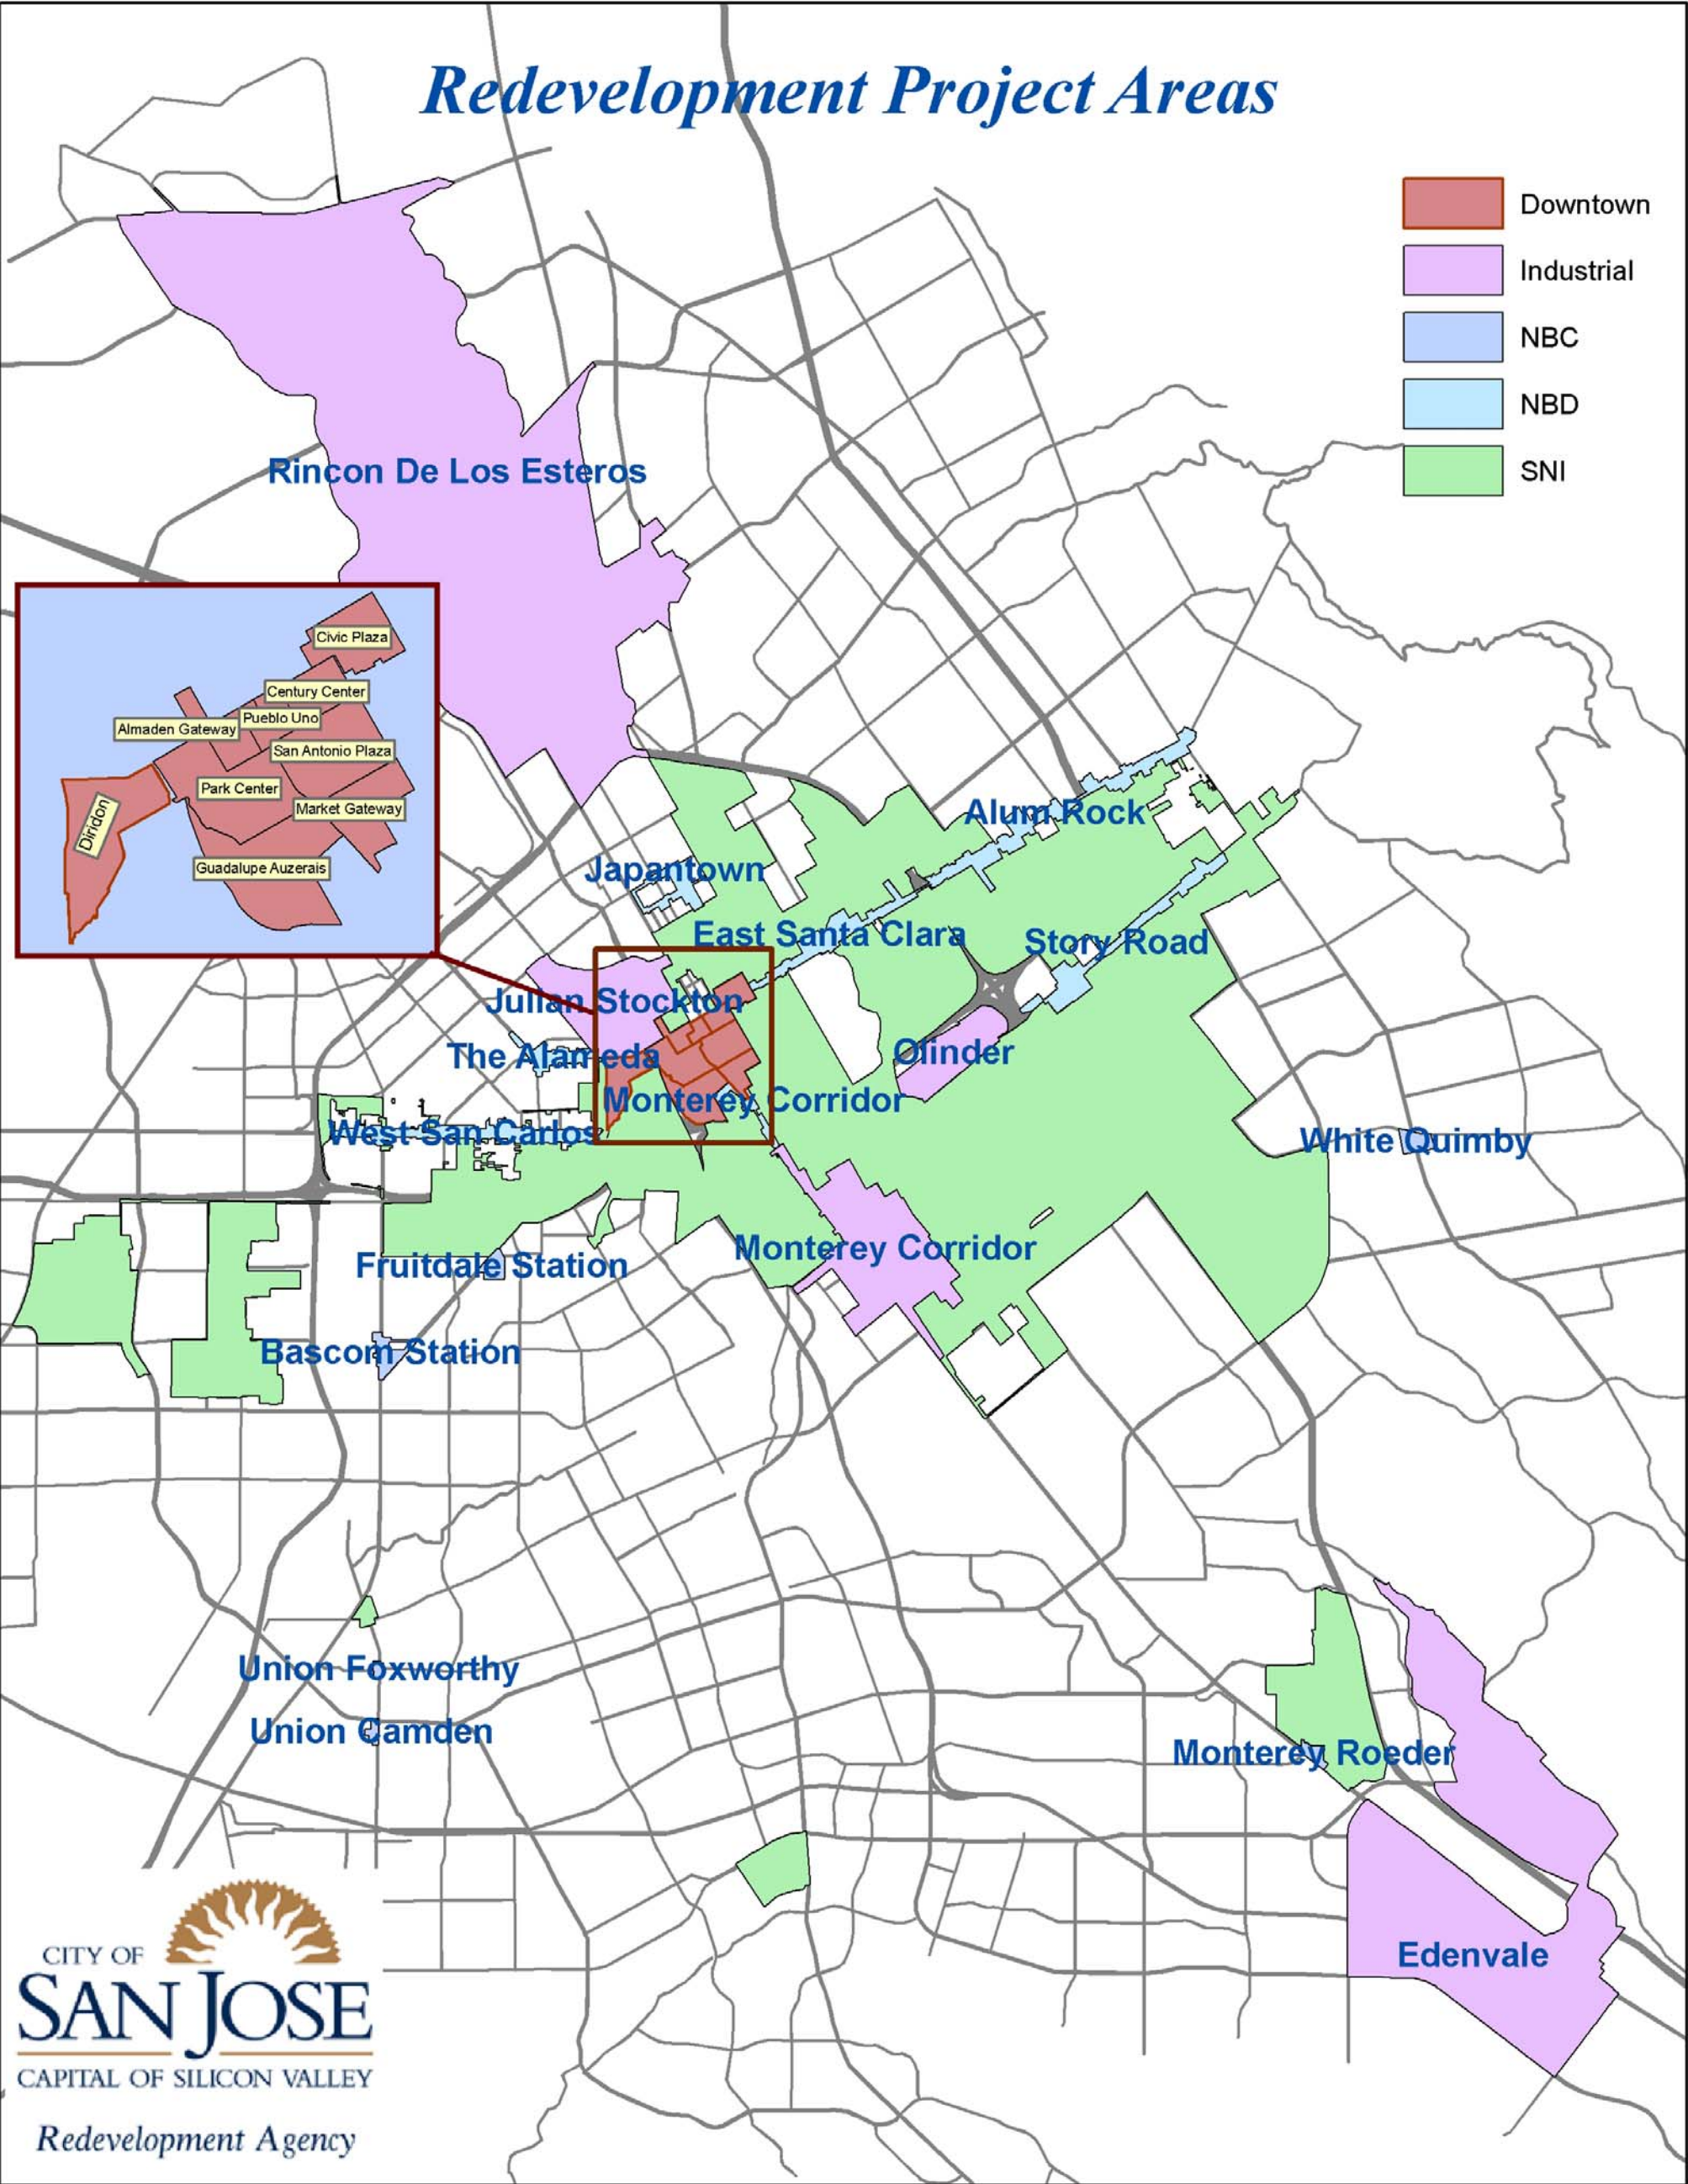 Redevelopment Project Areas
Downtown
Industrial
NBC
NBD
SNI
Rincon De Los Esteros
Civic Plaza
Century Center
Pueblo Uno
Almaden Gateway
San Antonio Plaza
Park Center
Market Gateway
Diridon
Guadalupe Auzerais
Alum Rock
Japantown
East Santa Clara
Story Road
Julian Stockton
The Alameda
Olinder
Monterey Corridor
West San Carlos
White Quimby
Monterey Corridor
Fruitdale Station
Bascom Station
Union Foxworthy
Union Camden
Monterey Roeder
Edenvale
CITY OF
SAN JOSE
CAPITAL OF SILICON VALLEY
Redevelopment Agency